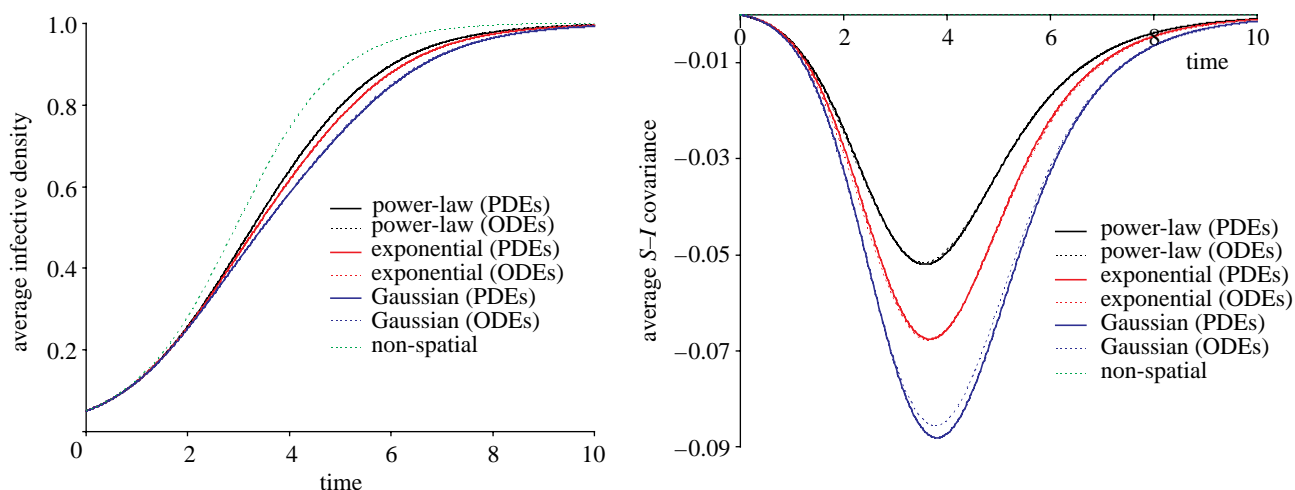 1.0
0.8
0.6
0.4
0.2
average infective density
0
2
4
6
8
10
time
power-law (PDEs)
power-law (ODEs)
exponential (PDEs)
exponential (ODEs)
Gaussian (PDEs)
Gaussian (ODEs)
non-spatial
0
2
4
6
8
10
time
–0.01
–0.03
–0.05
–0.07
–0.09
average S–I covariance
power-law (PDEs)
power-law (ODEs)
exponential (PDEs)
exponential (ODEs)
Gaussian (PDEs)
Gaussian (ODEs)
non-spatial